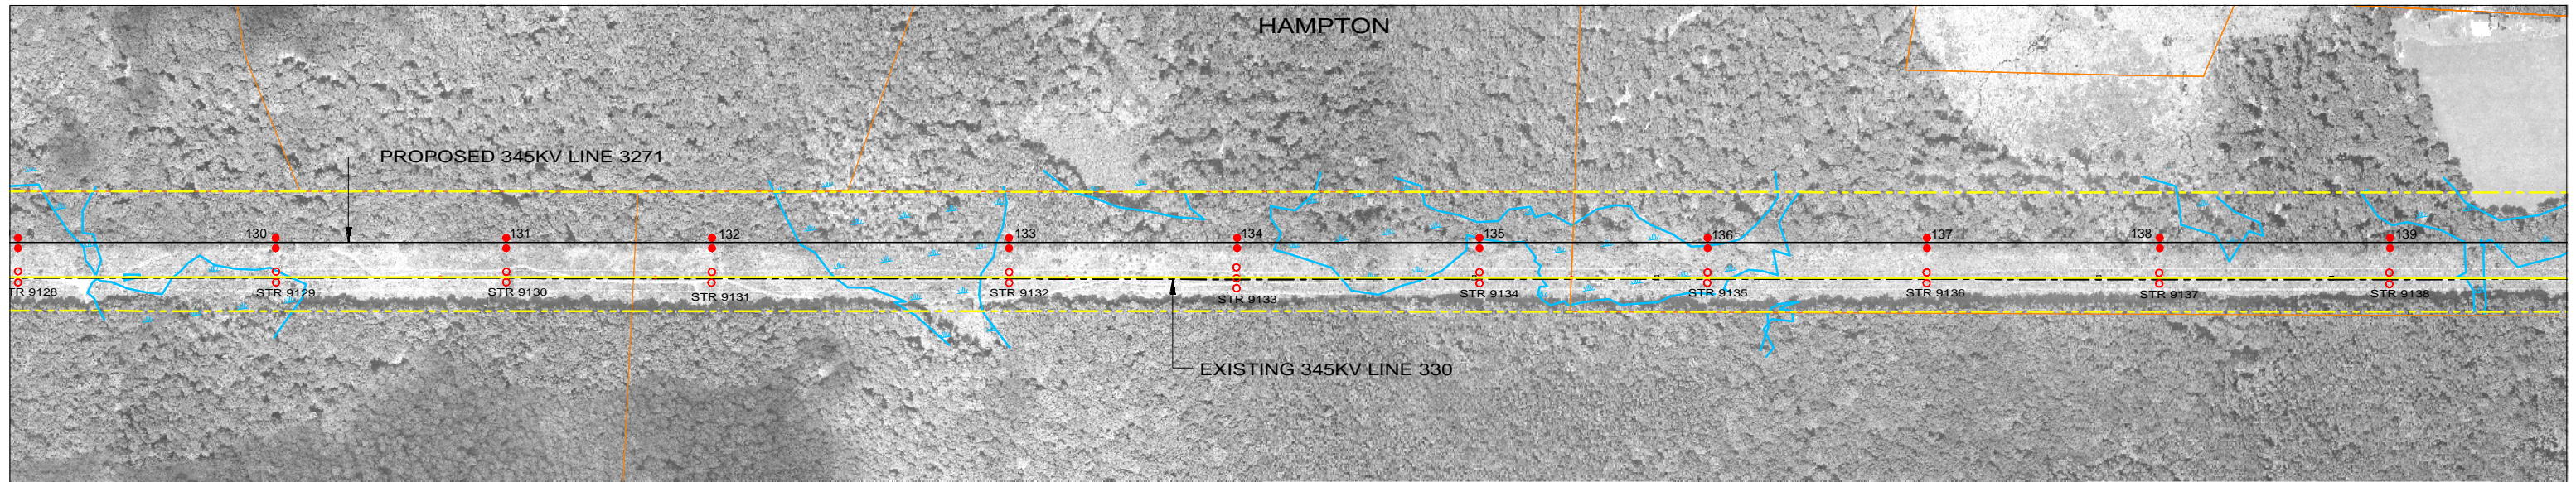 HAMPTON
PROPOSED 345KV LINE 3271
130
131
132
133
134
135
136
137
138
139
TR 9128
STR 9129
STR 9130
STR 9131
STR 9132
STR 9133
STR 9134
STR 9135
STR 9136
STR 9137
STR 9138
EXISTING 345KV LINE 330